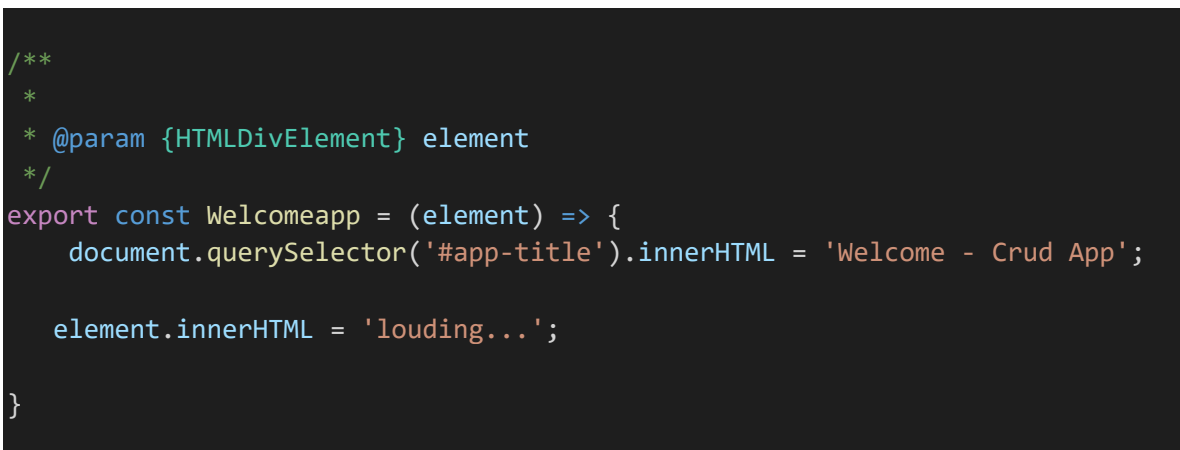 /**
 *
 * @param {HTMLDivElement} element
 */
export const Welcomeapp = (element) => {
    document.querySelector('#app-title').innerHTML = 'Welcome - Crud App';
   element.innerHTML = 'louding...';
}